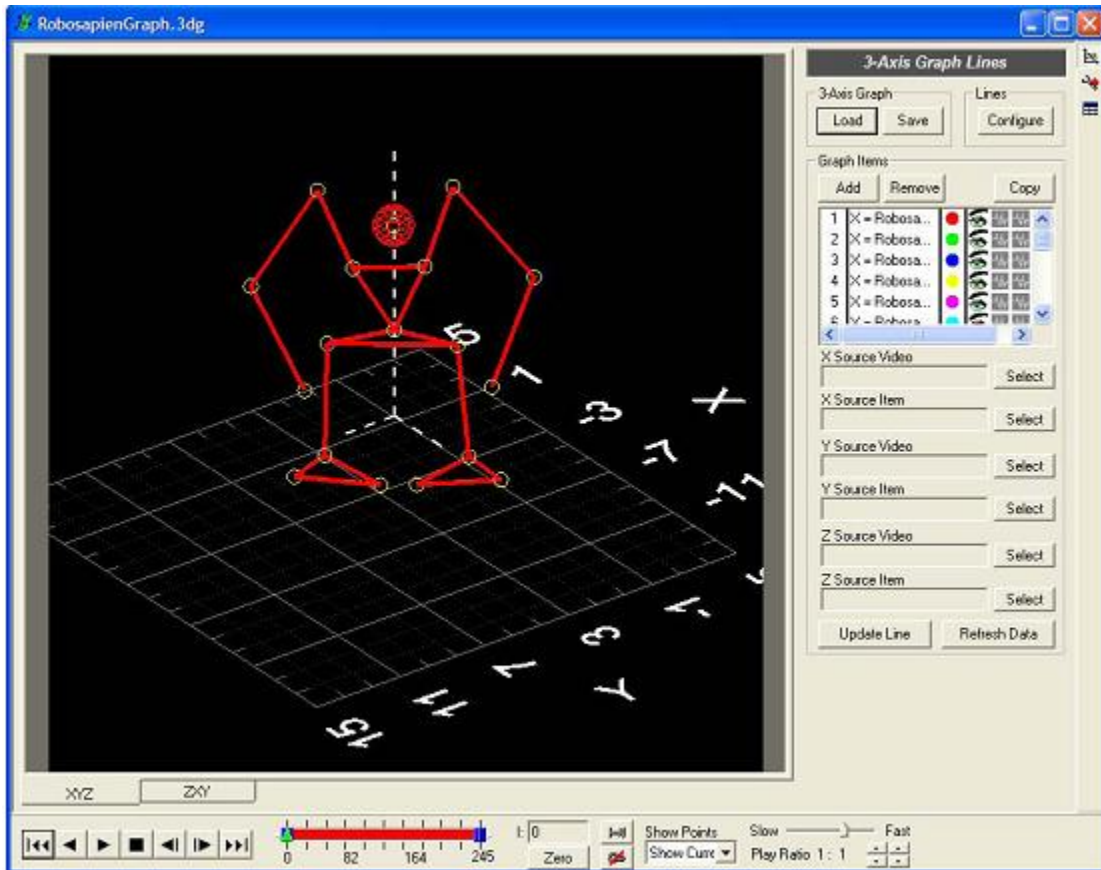 RobosapienGraph.3dg
3-Axis Graph Lines
3-Axis Graph
Lines
Load
Save
Configure
Graph Items
Add
Remove
Copy
1 X = Robosa...
2 X = Robosa...
3 X = Robosa...
4 X = Robosa...
5 X = Robosa...
X Source Video
Select
X Source Item
Select
Y Source Video
Select
Y Source Item
Select
Z Source Video
Select
Z Source Item
Select
Update Line
Refresh Data
5
1
-3
-7
-11
X
-1
3
7
11
15
Y
XYZ
ZXY
0
82
164
245
0
Zero
Show Points
Show Curre
Slow
Fast
Play Ratio 1 : 1